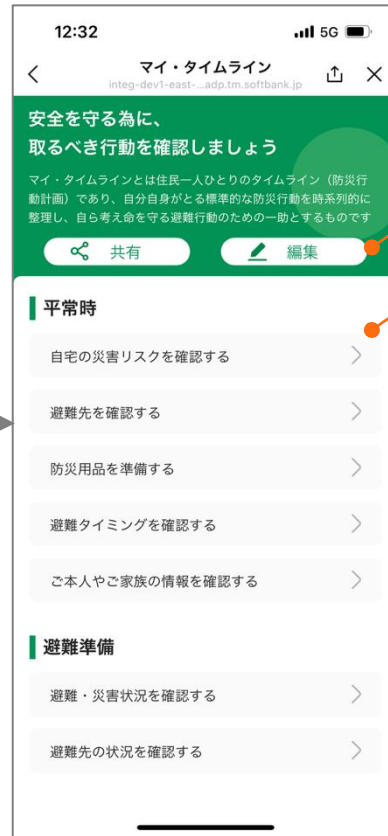 12:32
5G
マイ・タイムライン
integ-dev1-east-...adp.tm.softbank.jp
安全を守る為に、
取るべき行動を確認しましょう
マイ・タイムラインとは住民一人ひとりのタイムライン（防災行
動計画）であり、自分自身がとる標準的な防災行動を時系列的に
整理し、自ら考え命を守る避難行動のための一助とするものです
共有
編集
平常時
自宅の災害リスクを確認する
避難先を確認する
防災用品を準備する
避難タイミングを確認する
ご本人やご家族の情報を確認する
避難準備
避難・災害状況を確認する
避難先の状況を確認する